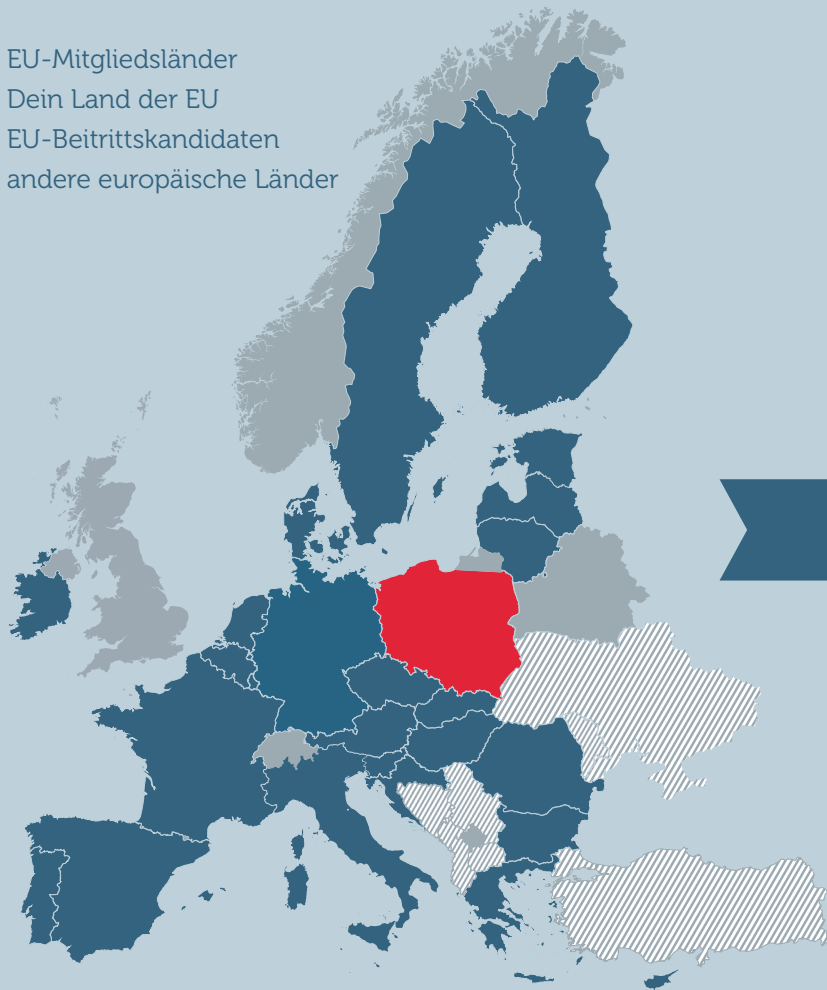 EU-Mitgliedsländer
Dein Land der EU
EU-Beitrittskandidaten
andere europäische Länder